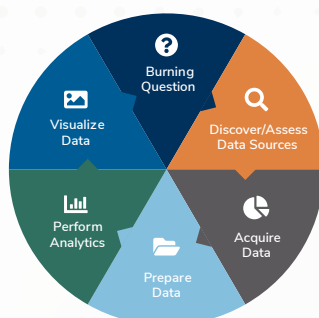 Burning
Question
Discover/Assess
Data Sources
Acquire
Data
Prepare
Data
Perform
Analytics
Visualize
Data